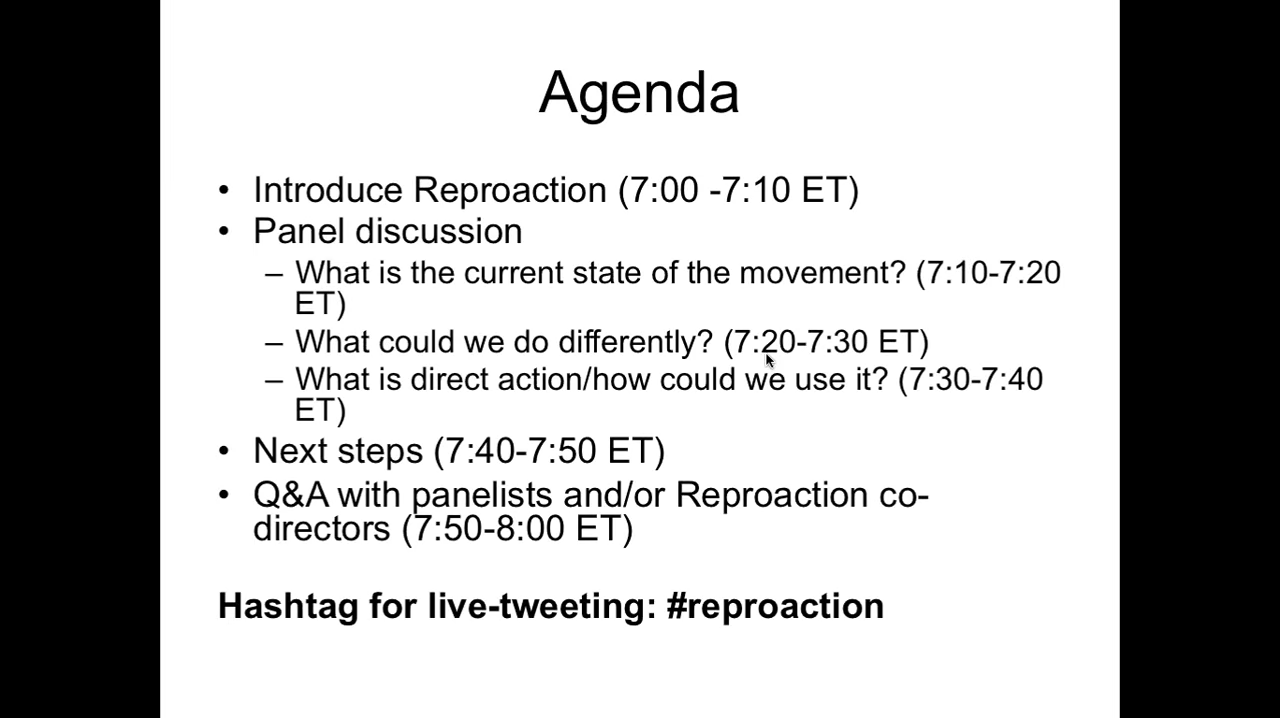 Agenda
• Introduce Reproaction (7:00 -7:10 ET)
• Panel discussion
– What is the current state of the movement? (7:10-7:20
ET)
– What could we do differently? (7:20-7:30 ET)
– What is direct action/how could we use it? (7:30-7:40
ET)
• Next steps (7:40-7:50 ET)
• Q&A with panelists and/or Reproaction co-
directors (7:50-8:00 ET)
Hashtag for live-tweeting: #reproaction